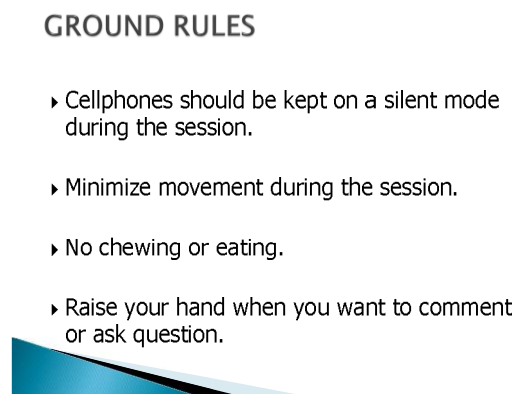 GROUND RULES
Cellphones should be kept on a silent mode
during the session.
Minimize movement during the session.
No chewing or eating.
Raise your hand when you want to comment
or ask question.